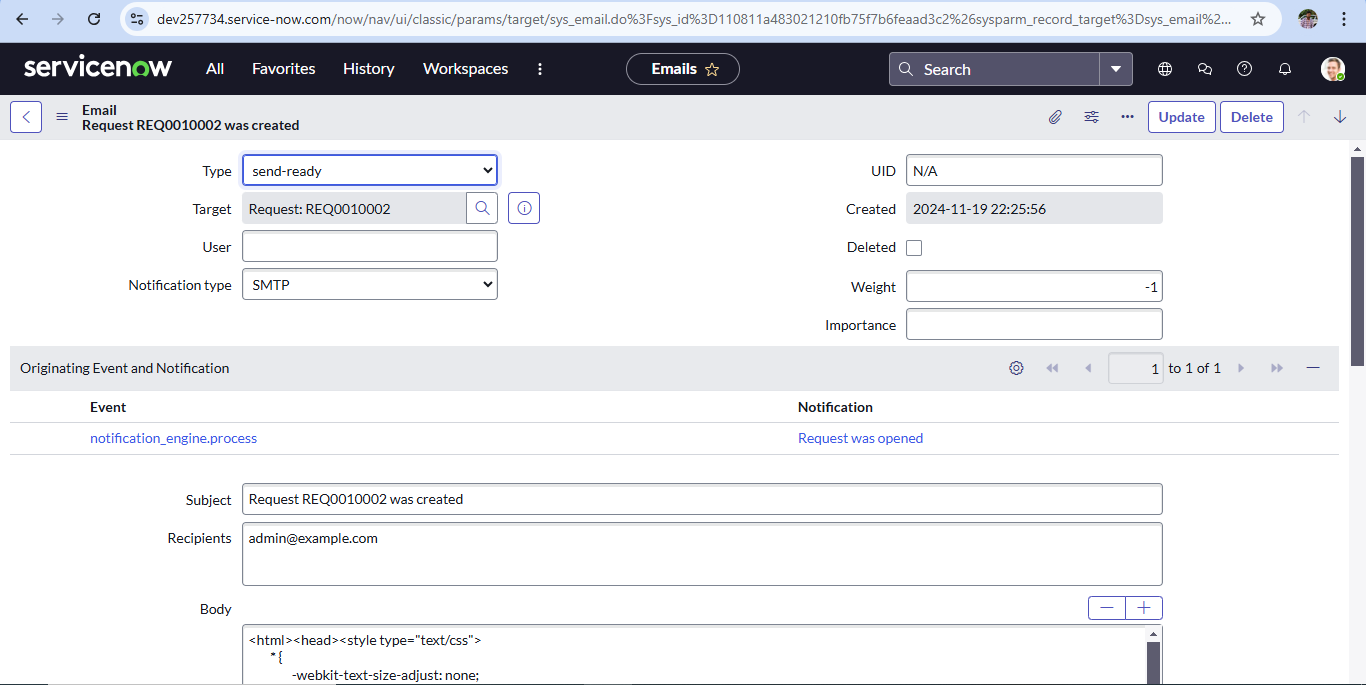 dev257734.service-now.com/now/nav/ui/classic/params/target/sys_email.do%3Fsys_id%3D110811a483021210fb75f7b6feaad3c2%26sysparm_record_target%3Dsys_email%2...
servicenow All Favorites History Workspaces Emails Search
Email
Request REQ0010002 was created
Update Delete
Type send-ready UID N/A
Target Request: REQ0010002 Created 2024-11-19 22:25:56
User Deleted
Notification type SMTP Weight -1
Importance
Originating Event and Notification 1 to 1 of 1
Event Notification
notification_engine.process Request was opened
Subject Request REQ0010002 was created
Recipients admin@example.com
Body
<html><head><style type="text/css">
*{
-webkit-text-size-adjust: none;